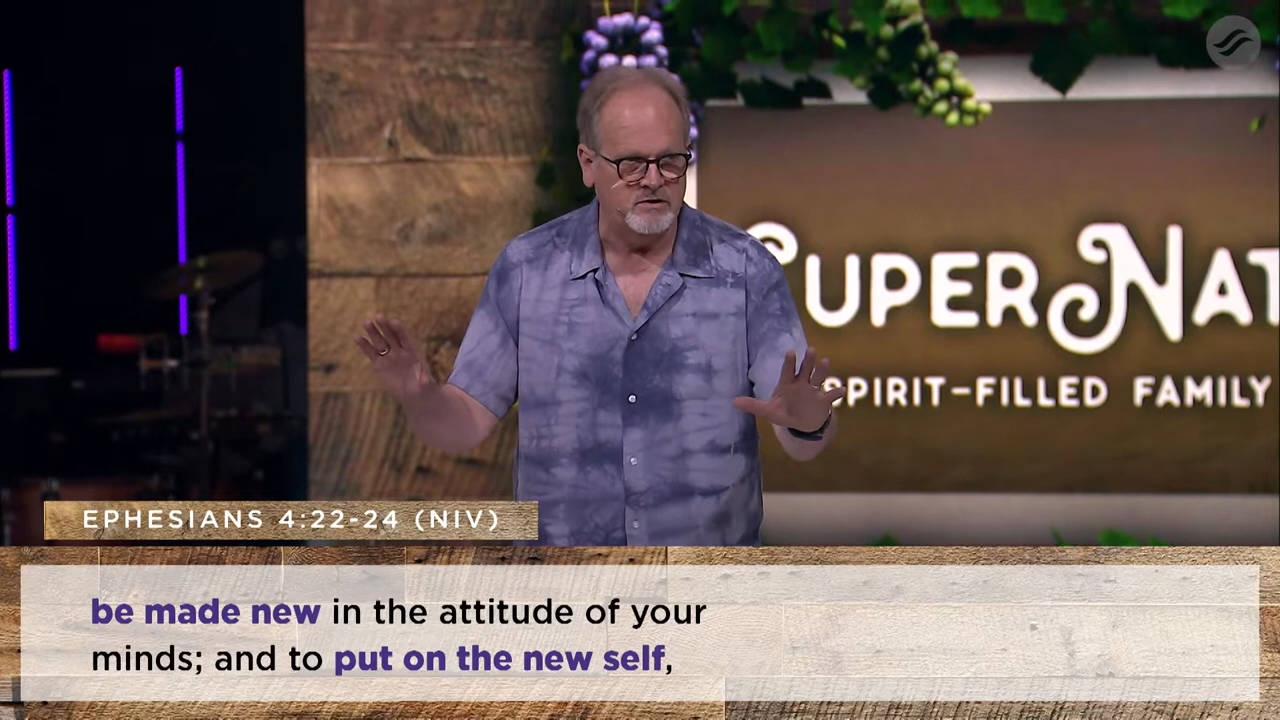 SUPERNAT
SPIRIT-FILLED FAMILY
EPHESIANS 4:22-24 (NIV)
be made new in the attitude of your
minds; and to put on the new self,